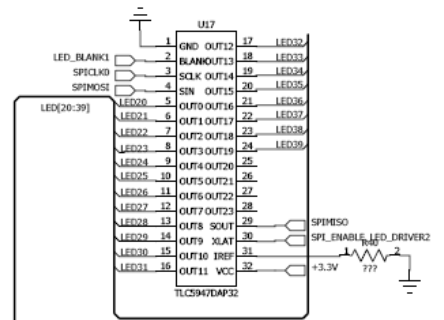 U17
1 GND OUT12 17 LED32
LED_BLANK1 2 BLANK OUT13 18 LED33
SPICLK0 3 SCLK OUT14 19 LED34
SPIMOSI 4 SIN OUT15 20 LED35
LED[20:39]
LED20 5 OUT0 OUT16 21 LED36
LED21 6 OUT1 OUT17 22 LED37
LED22 7 OUT2 OUT18 23 LED38
LED23 8 OUT3 OUT19 24 LED39
LED24 9 OUT4 OUT20 25
LED25 10 OUT5 OUT21 26
LED26 11 OUT6 OUT22 27
LED27 12 OUT7 OUT23 28
LED28 13 OUT8 SOUT 29 SPIMISO
LED29 14 OUT9 XLAT 30 SPI_ENABLE_LED_DRIVER2
LED30 15 OUT10 IREF 31 1 R40 2
???
LED31 16 OUT11 VCC 32 +3.3V
TLC5947DAP32